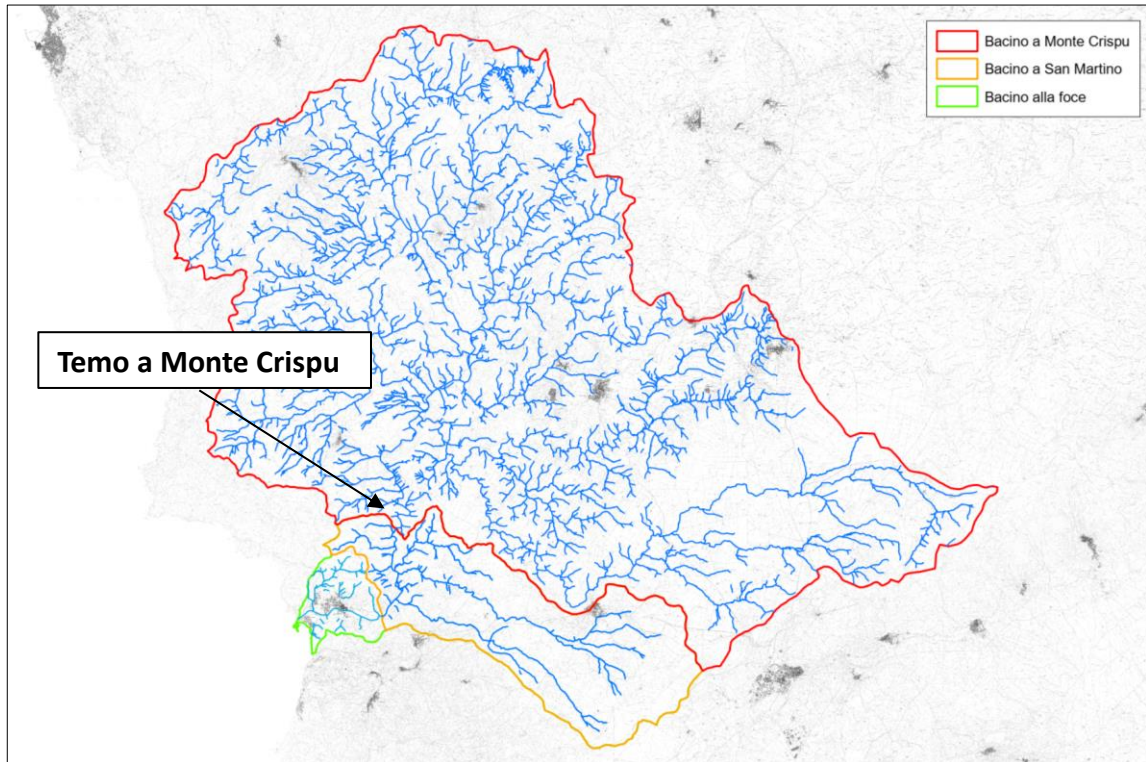 Bacino a Monte Crispu
Bacino a San Martino
Bacino alla foce
Temo a Monte Crispu